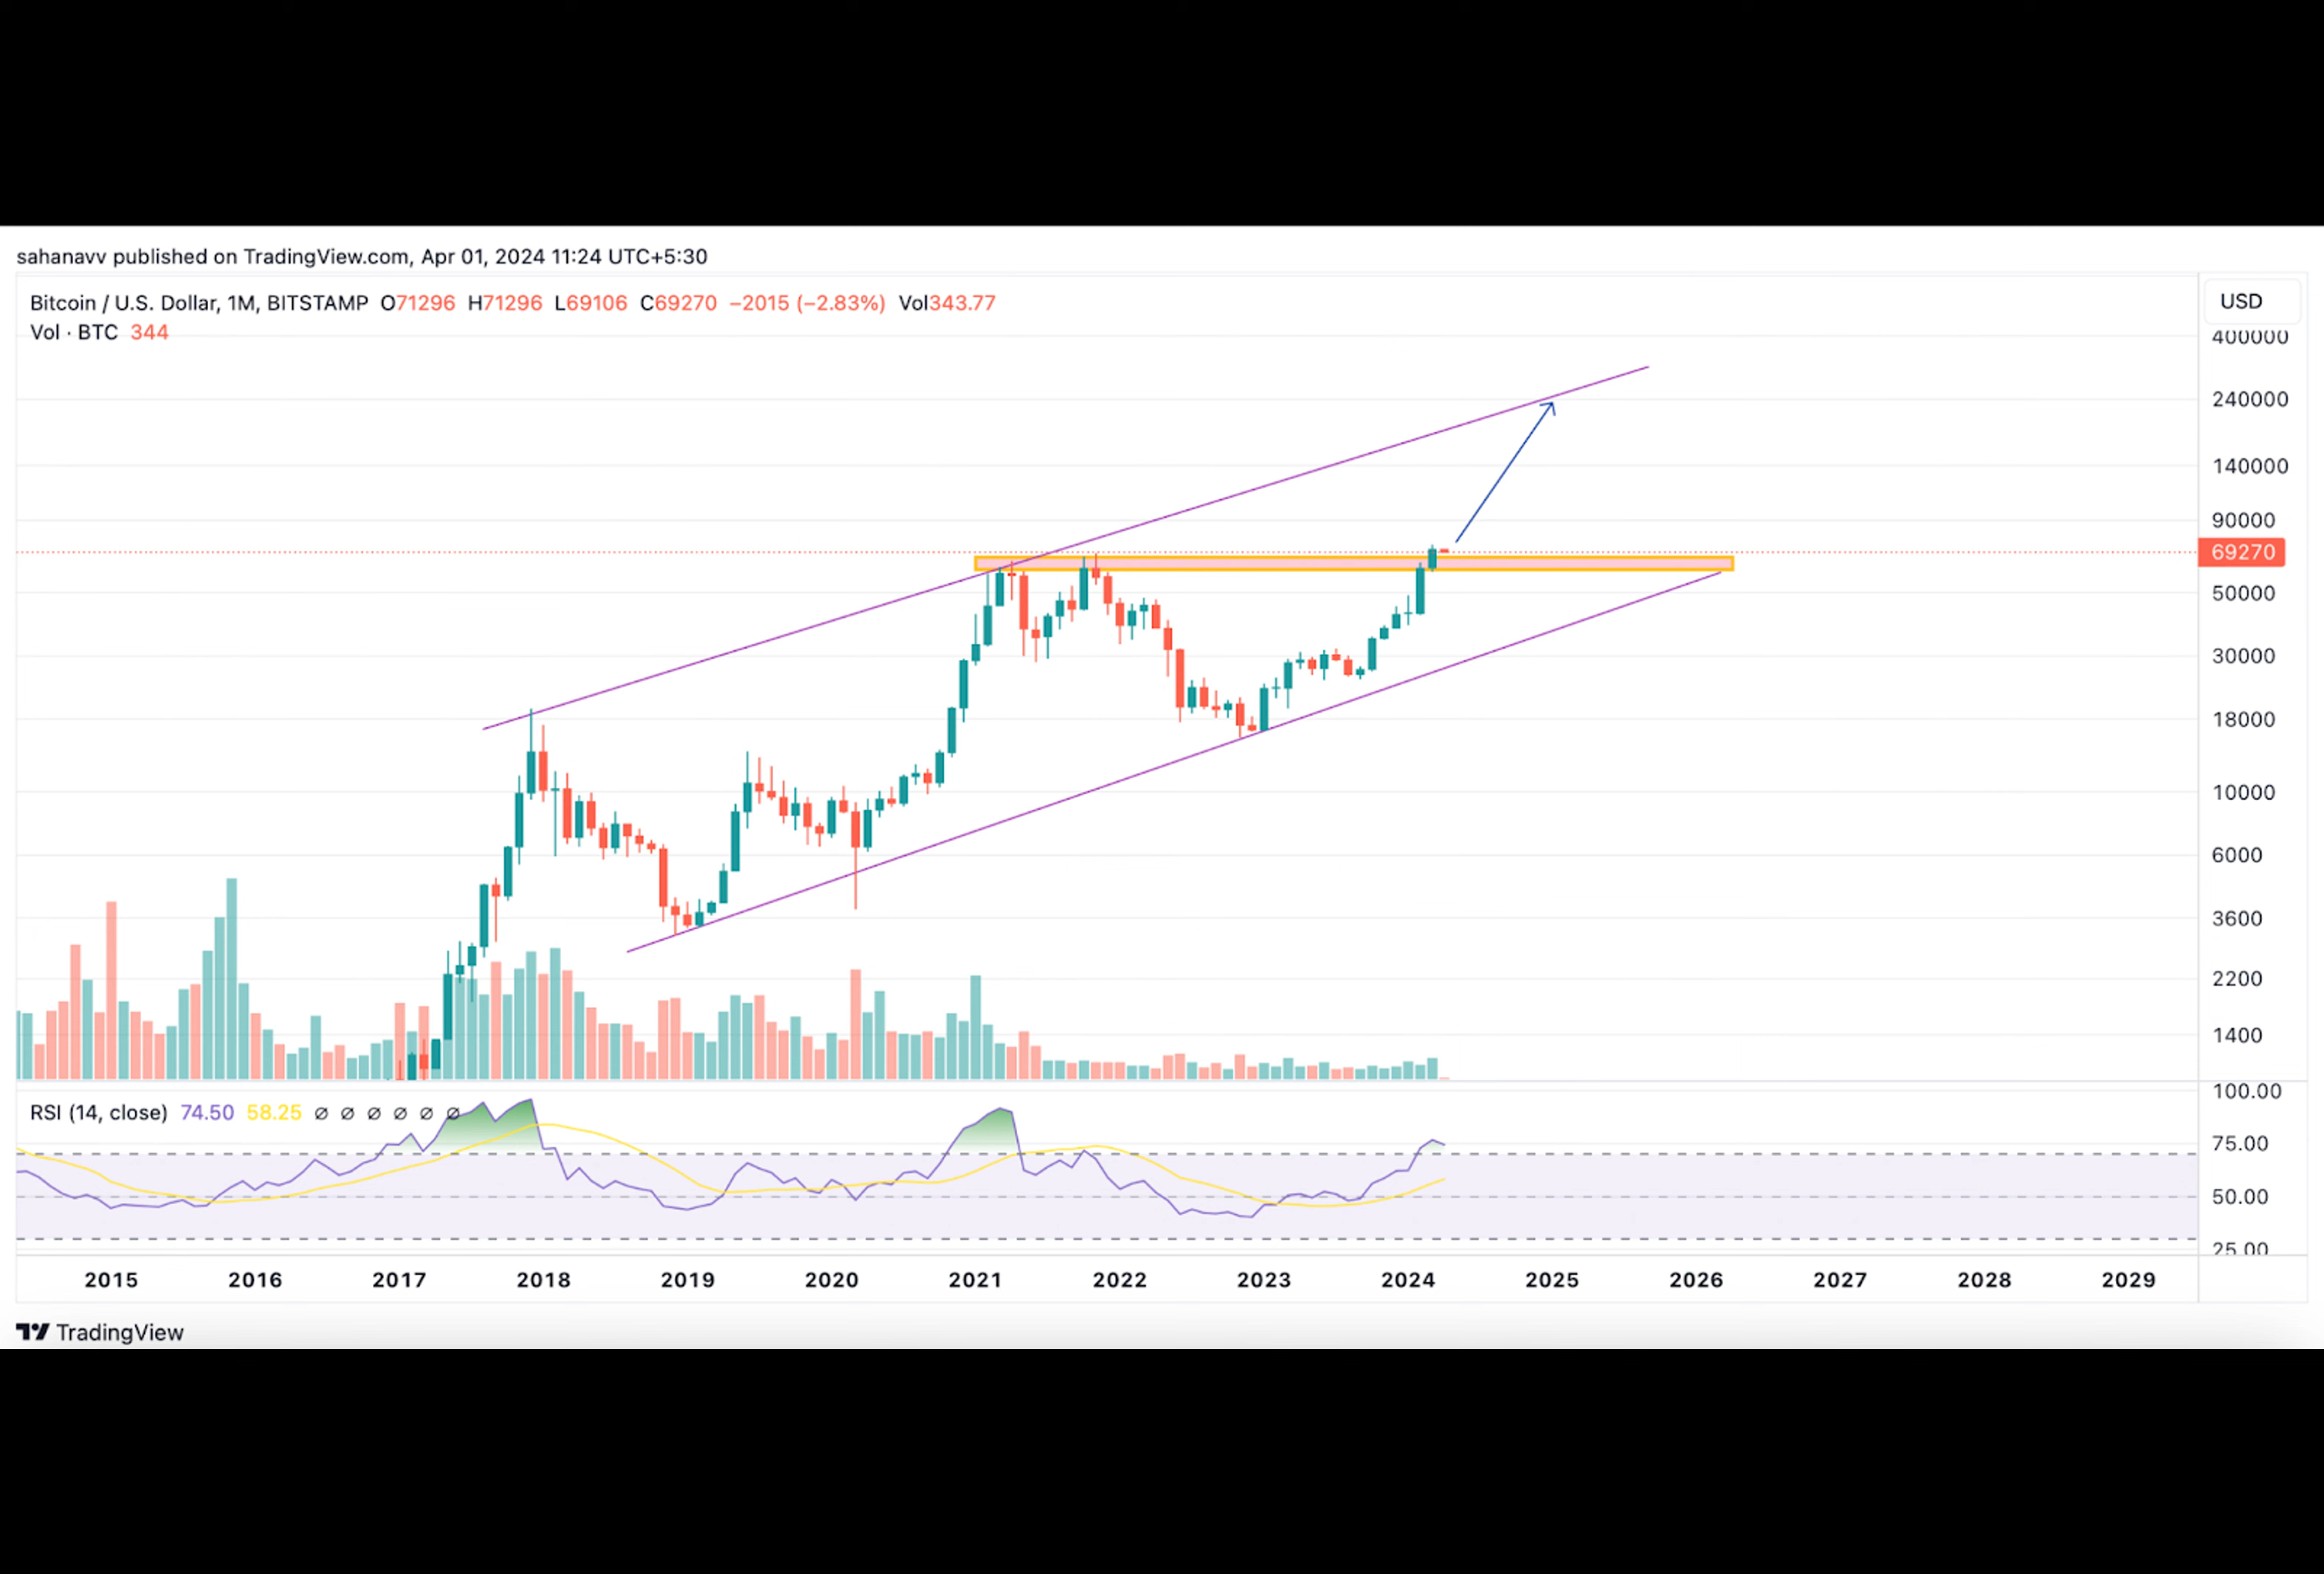 sahanavv published on TradingView.com, Apr 01, 2024 11:24 UTC+5:30
Bitcoin / U.S. Dollar, 1M, BITSTAMP O71296 H71296 L69106 C69270 −2015 (−2.83%) Vol343.77
Vol · BTC 344
USD
400000
240000
140000
90000
69270
50000
30000
18000
10000
6000
3600
2200
1400
RSI (14, close) 74.50 58.25 ∅ ∅ ∅ ∅ ∅ ∅
100.00
75.00
50.00
25.00
2015 2016 2017 2018 2019 2020 2021 2022 2023 2024 2025 2026 2027 2028 2029
TradingView